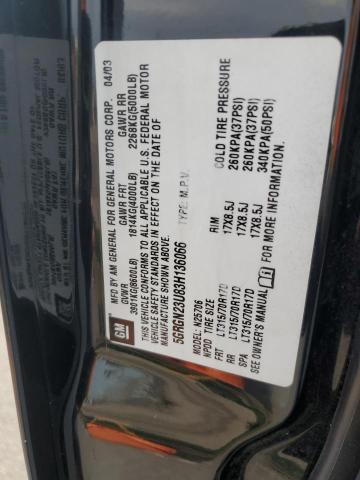 GM
MFD BY AM GENERAL FOR GENERAL MOTORS CORP. 04/03
GVWR GAWR FRT GAWR RR
3901KG(8600LB) 1814KG(4000LB) 2268KG(5000LB)
THIS VEHICLE CONFORMS TO ALL APPLICABLE U.S. FEDERAL MOTOR
VEHICLE SAFETY STANDARDS IN EFFECT ON THE DATE OF
MANUFACTURE SHOWN ABOVE.
5GRGN23U83H136066 TYPE: M.P.V.
MODEL: N25706
NPDD TIRE SIZE RIM COLD TIRE PRESSURE
FRT LT315/70R17D 17X8.5J 260KPA(37PSI)
RR LT315/70R17D 17X8.5J 260KPA(37PSI)
SPA LT315/70R17D 17X8.5J 340KPA(50PSI)
SEE OWNER'S MANUAL FOR MORE INFORMATION.